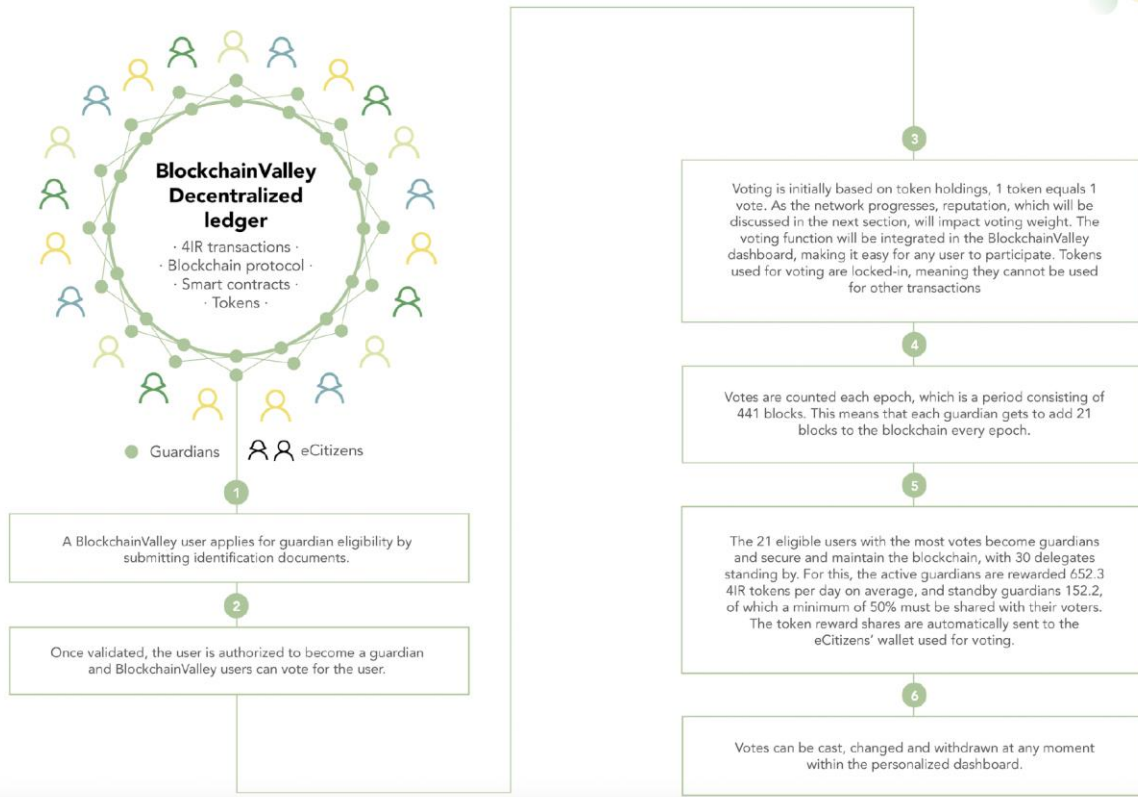 BlockchainValley
Decentralized
ledger
· 4IR transactions ·
· Blockchain protocol ·
· Smart contracts ·
· Tokens ·
Guardians
eCitizens
1
A BlockchainValley user applies for guardian eligibility by
submitting identification documents.
2
Once validated, the user is authorized to become a guardian
and BlockchainValley users can vote for the user.
3
Voting is initially based on token holdings, 1 token equals 1
vote. As the network progresses, reputation, which will be
discussed in the next section, will impact voting weight. The
voting function will be integrated in the BlockchainValley
dashboard, making it easy for any user to participate. Tokens
used for voting are locked-in, meaning they cannot be used
for other transactions
4
Votes are counted each epoch, which is a period consisting of
441 blocks. This means that each guardian gets to add 21
blocks to the blockchain every epoch.
5
The 21 eligible users with the most votes become guardians
and secure and maintain the blockchain, with 30 delegates
standing by. For this, the active guardians are rewarded 652.3
4IR tokens per day on average, and standby guardians 152.2,
of which a minimum of 50% must be shared with their voters.
The token reward shares are automatically sent to the
eCitizens’ wallet used for voting.
6
Votes can be cast, changed and withdrawn at any moment
within the personalized dashboard.